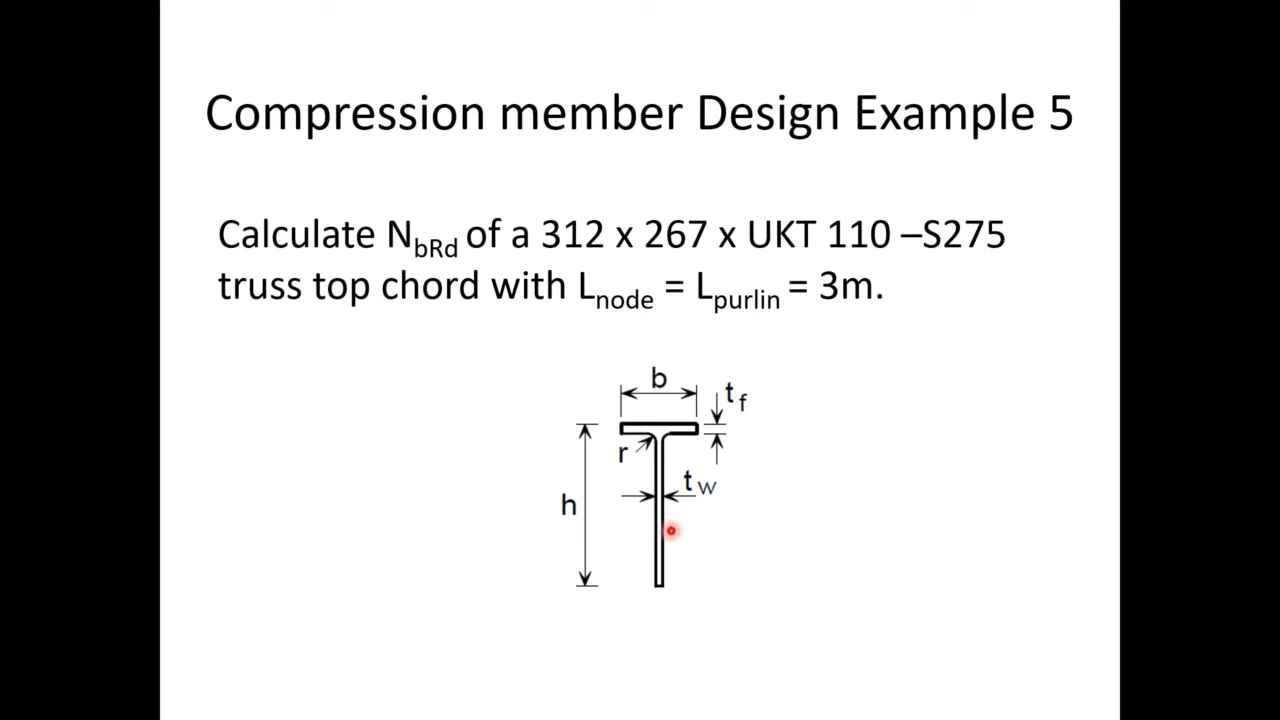 Compression member Design Example 5
Calculate NbRd of a 312 x 267 x UKT 110 –S275
truss top chord with Lnode = Lpurlin = 3m.
b
tf
r
tw
h